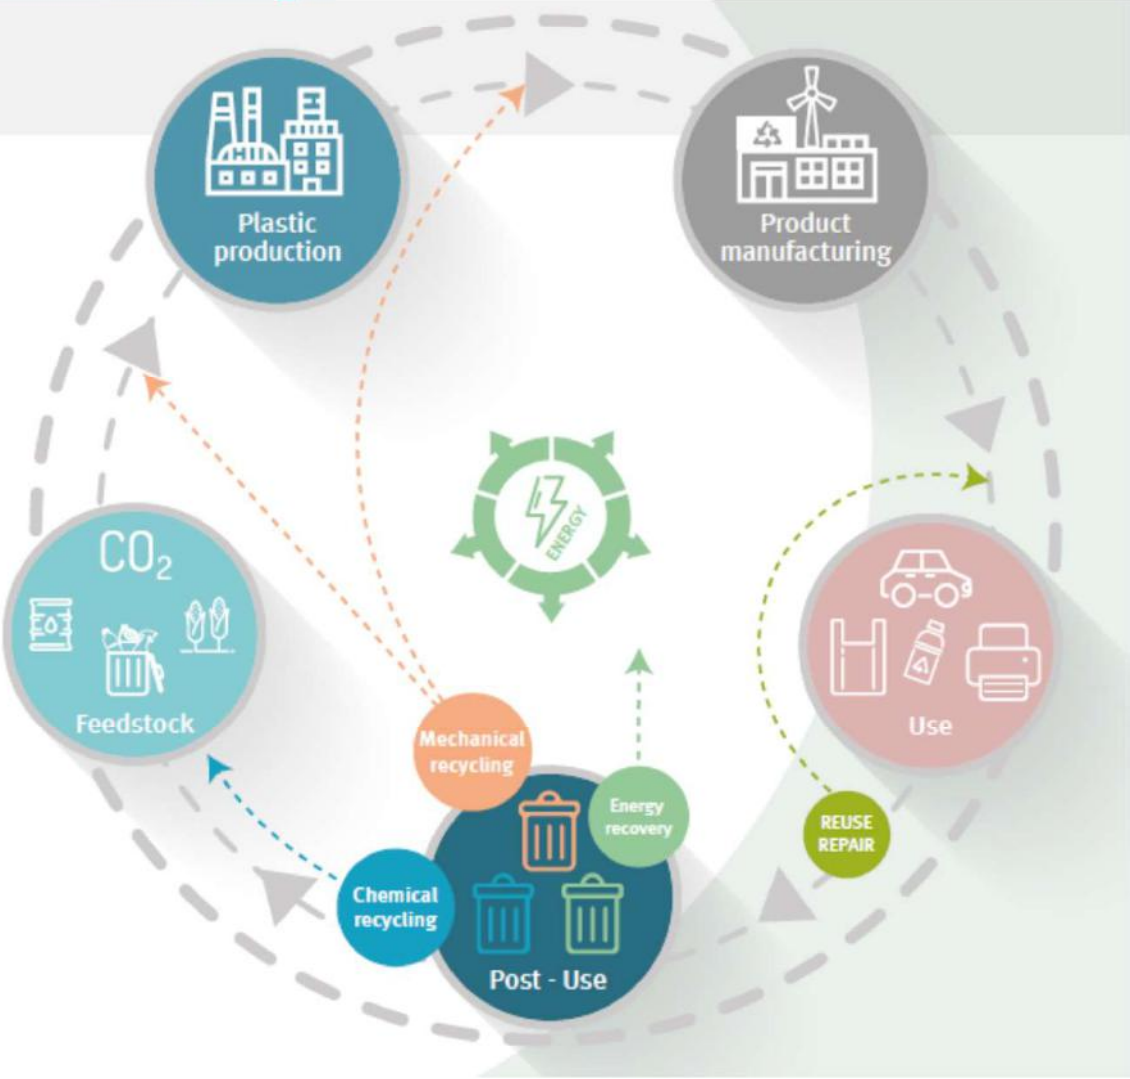 Plastic
production
Product
manufacturing
ENERGY
CO₂
Feedstock
Use
Mechanical
recycling
Energy
recovery
REUSE
REPAIR
Chemical
recycling
Post - Use